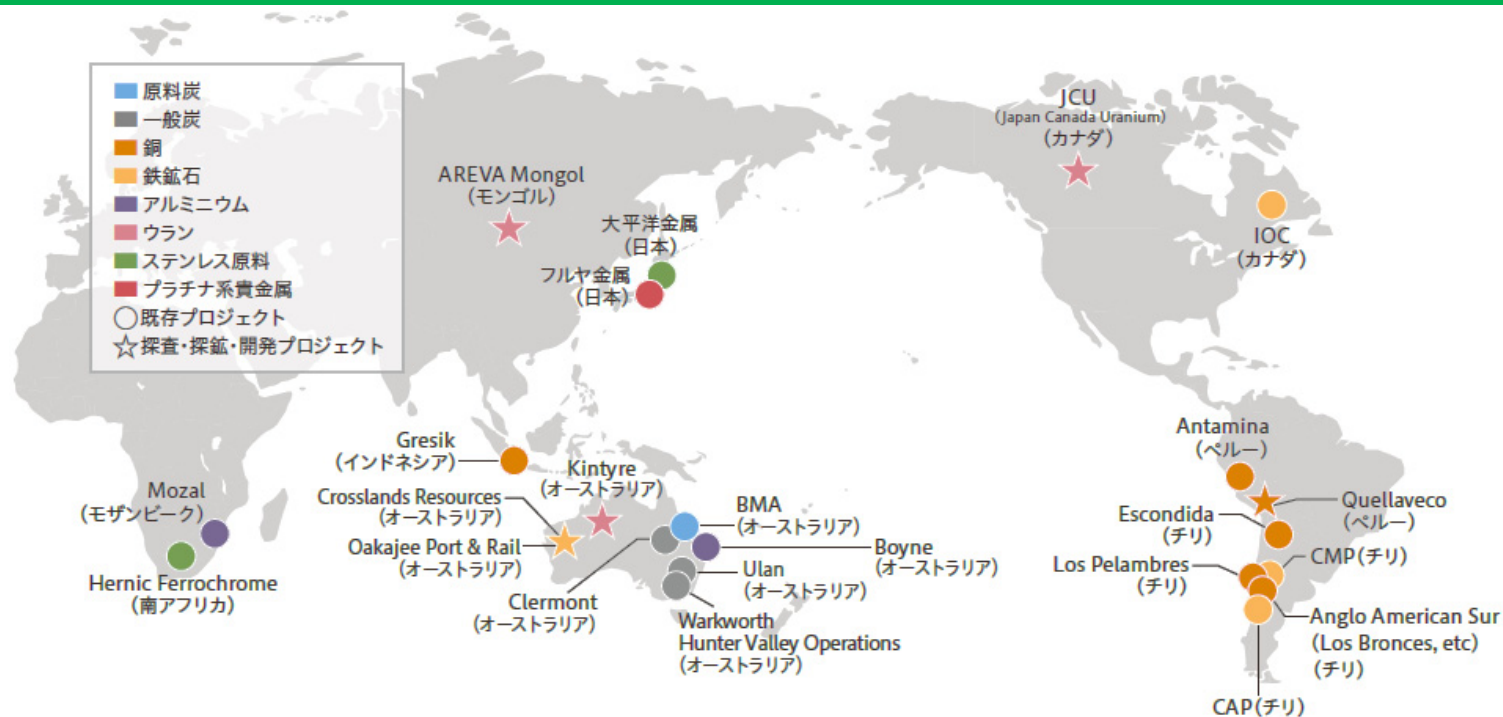 原料炭
一般炭
銅
鉄鉱石
アルミニウム
ウラン
ステンレス原料
プラチナ系貴金属
既存プロジェクト
探査・探鉱・開発プロジェクト
AREVA Mongol
(モンゴル)
大平洋金属
(日本)
フルヤ金属
(日本)
JCU
(Japan Canada Uranium)
(カナダ)
IOC
(カナダ)
Mozal
(モザンビーク)
Hernic Ferrochrome
(南アフリカ)
Gresik
(インドネシア)
Kintyre
(オーストラリア)
Crosslands Resources
(オーストラリア)
Oakajee Port & Rail
(オーストラリア)
BMA
(オーストラリア)
Boyne
(オーストラリア)
Clermont
(オーストラリア)
Ulan
(オーストラリア)
Warkworth
Hunter Valley Operations
(オーストラリア)
Antamina
(ペルー)
Quellaveco
(ペルー)
Escondida
(チリ)
CMP(チリ)
Los Pelambres
(チリ)
Anglo American Sur
(Los Bronces, etc)
(チリ)
CAP(チリ)